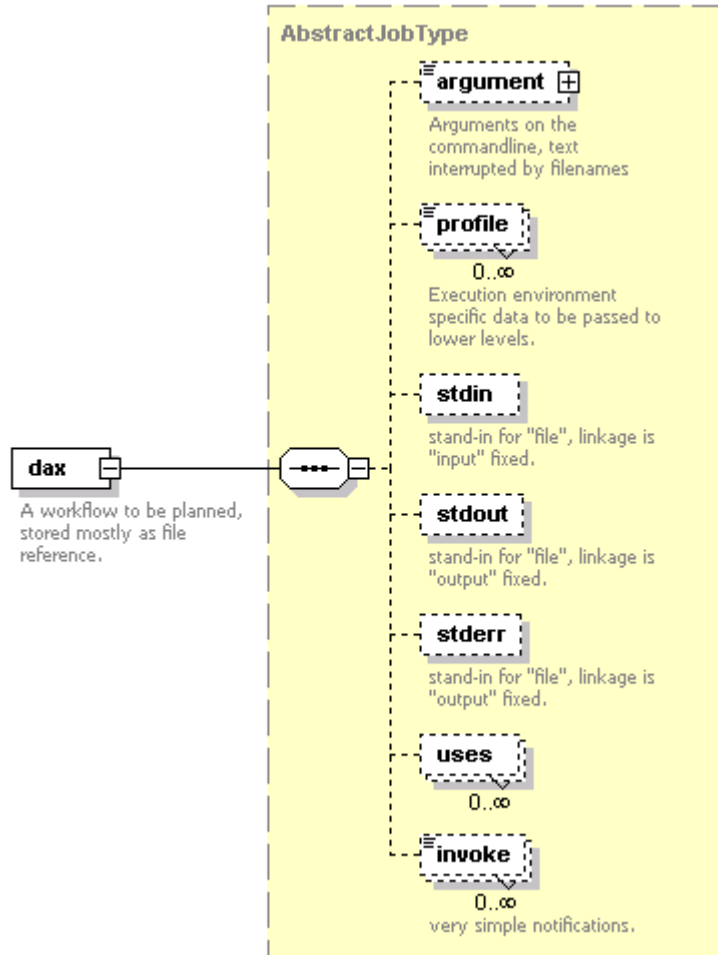 AbstractJobType
argument
Arguments on the
commandline, text
interrupted by filenames
profile
0..∞
Execution environment
specific data to be passed to
lower levels.
stdin
stand-in for "file", linkage is
"input" fixed.
dax
A workflow to be planned,
stored mostly as file
reference.
stdout
stand-in for "file", linkage is
"output" fixed.
stderr
stand-in for "file", linkage is
"output" fixed.
uses
0..∞
invoke
0..∞
very simple notifications.